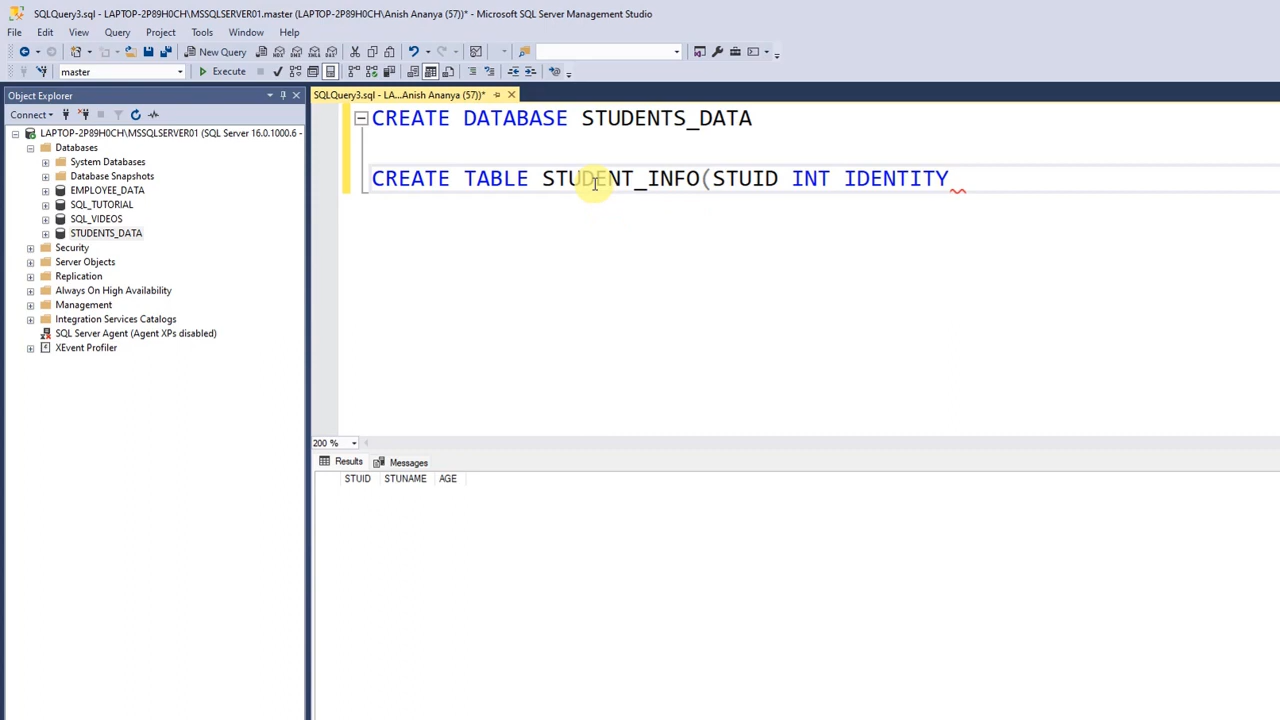 SQLQuery3.sql - LAPTOP-2P89H0CH\MSSQLSERVER01.master (LAPTOP-2P89H0CH\Anish Ananya (57))* - Microsoft SQL Server Management Studio
File Edit View Query Project Tools Window Help
New Query
master Execute
Object Explorer
SQLQuery3.sql - LA...Anish Ananya (57))*
Connect
CREATE DATABASE STUDENTS_DATA
CREATE TABLE STUDENT_INFO(STUID INT IDENTITY
LAPTOP-2P89H0CH\MSSQLSERVER01 (SQL Server 16.0.1000.6 -
Databases
System Databases
Database Snapshots
EMPLOYEE_DATA
SQL_TUTORIAL
SQL_VIDEOS
STUDENTS_DATA
Security
Server Objects
Replication
Always On High Availability
Management
Integration Services Catalogs
SQL Server Agent (Agent XPs disabled)
XEvent Profiler
200 %
Results Messages
STUID STUNAME AGE